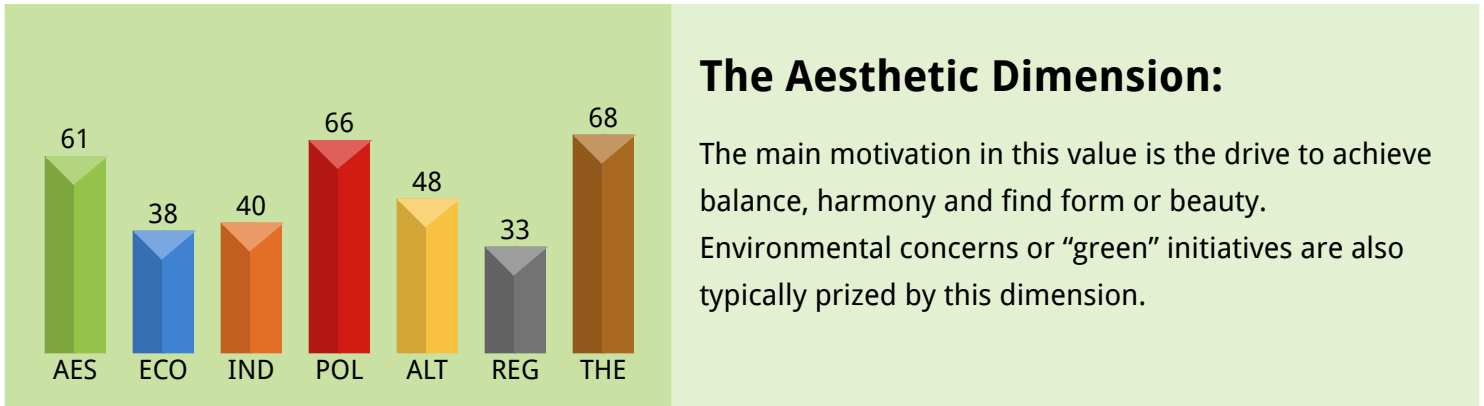 61
38
40
66
48
33
68
AES ECO IND POL ALT REG THE
The Aesthetic Dimension:
The main motivation in this value is the drive to achieve
balance, harmony and find form or beauty.
Environmental concerns or “green” initiatives are also
typically prized by this dimension.